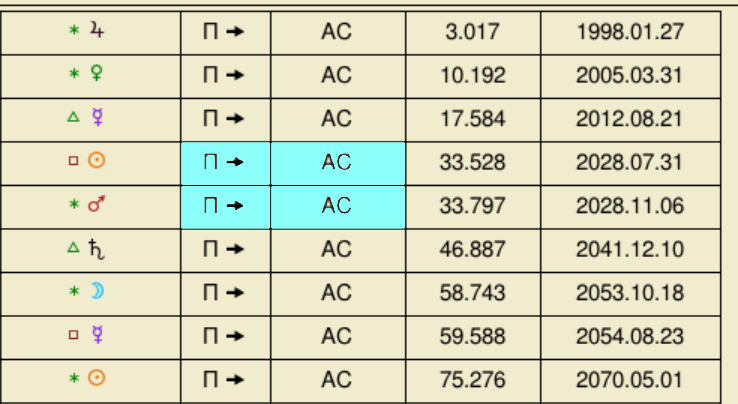 ⚹ ♃ П → AC 3.017 1998.01.27
⚹ ♀ П → AC 10.192 2005.03.31
△ ☿ П → AC 17.584 2012.08.21
□ ☉ П → AC 33.528 2028.07.31
⚹ ♂ П → AC 33.797 2028.11.06
△ ♄ П → AC 46.887 2041.12.10
⚹ ☽ П → AC 58.743 2053.10.18
□ ☿ П → AC 59.588 2054.08.23
⚹ ☉ П → AC 75.276 2070.05.01